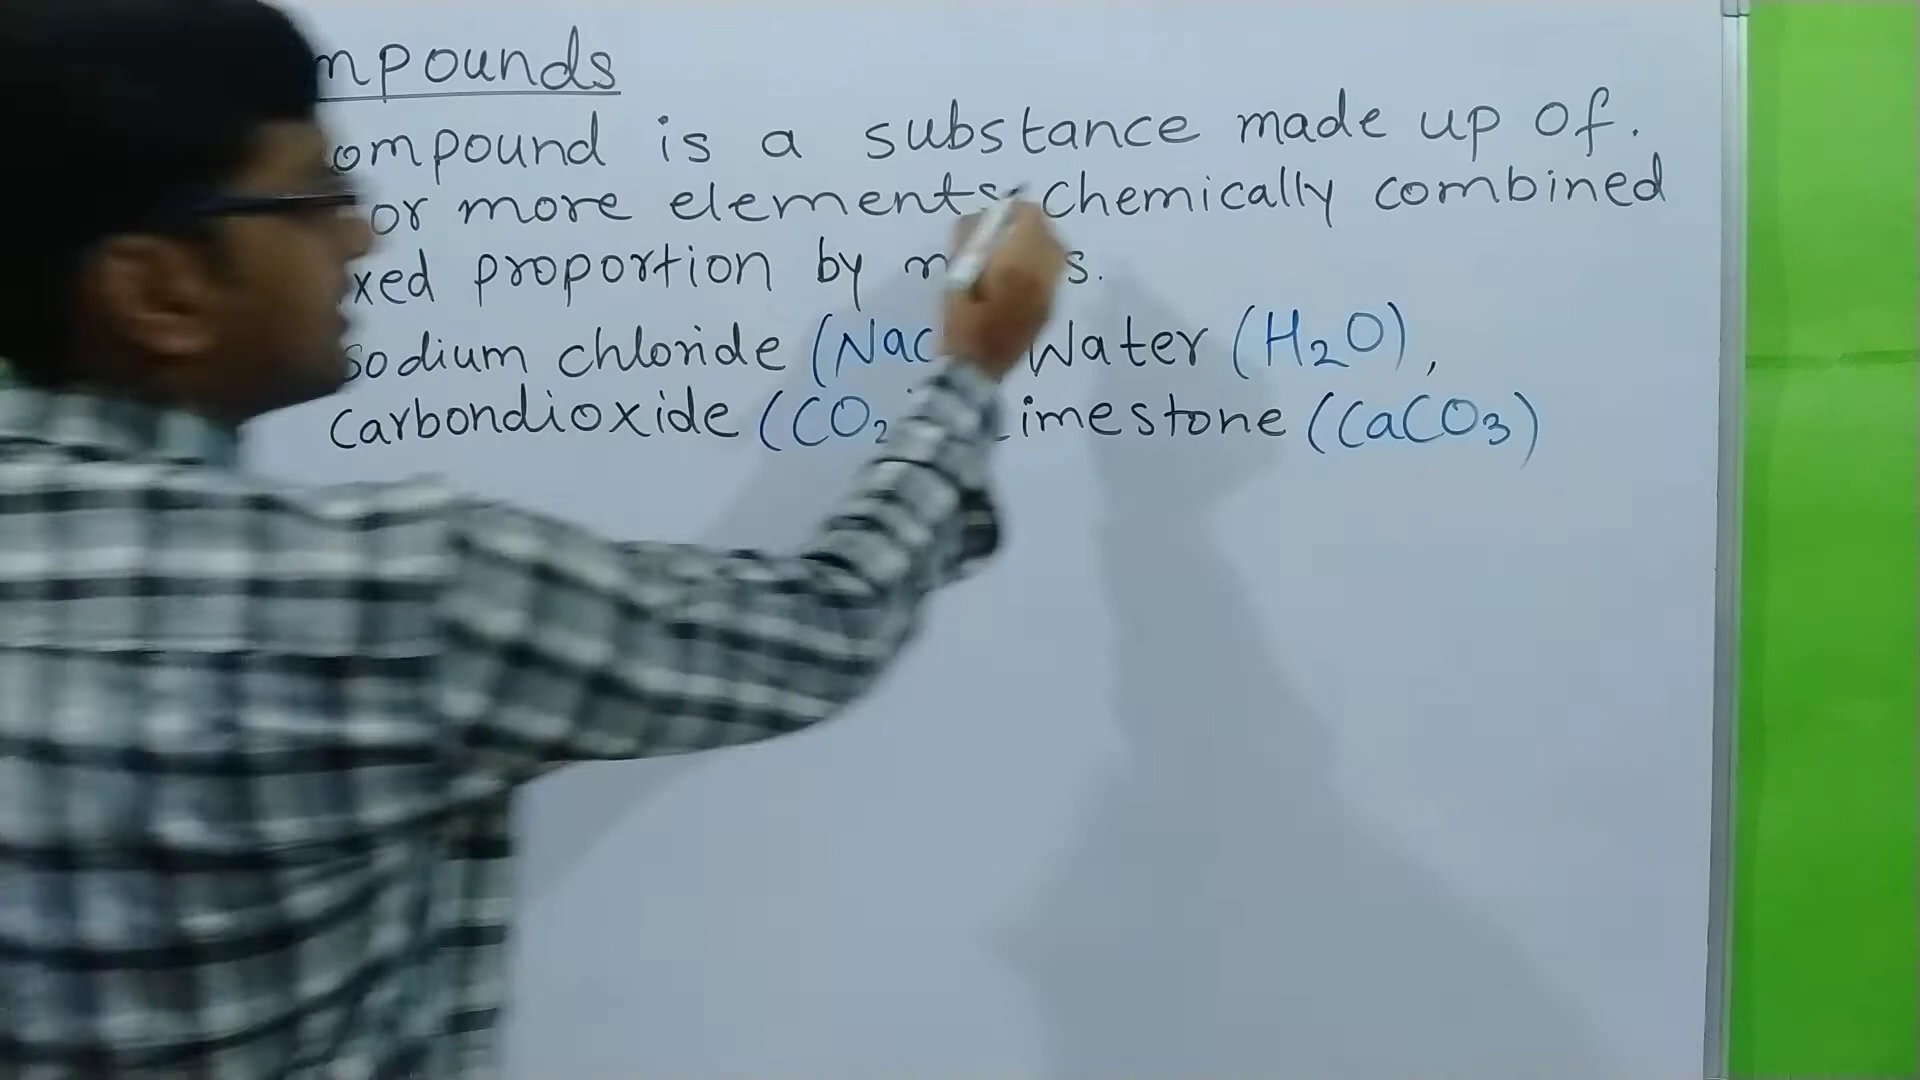 mpounds
ompound is a substance made up of.
or more elements chemically combined
xed proportion by
sodium chloride (Nac Water (H2O),
carbondioxide (CO2 imestone (CaCO3)